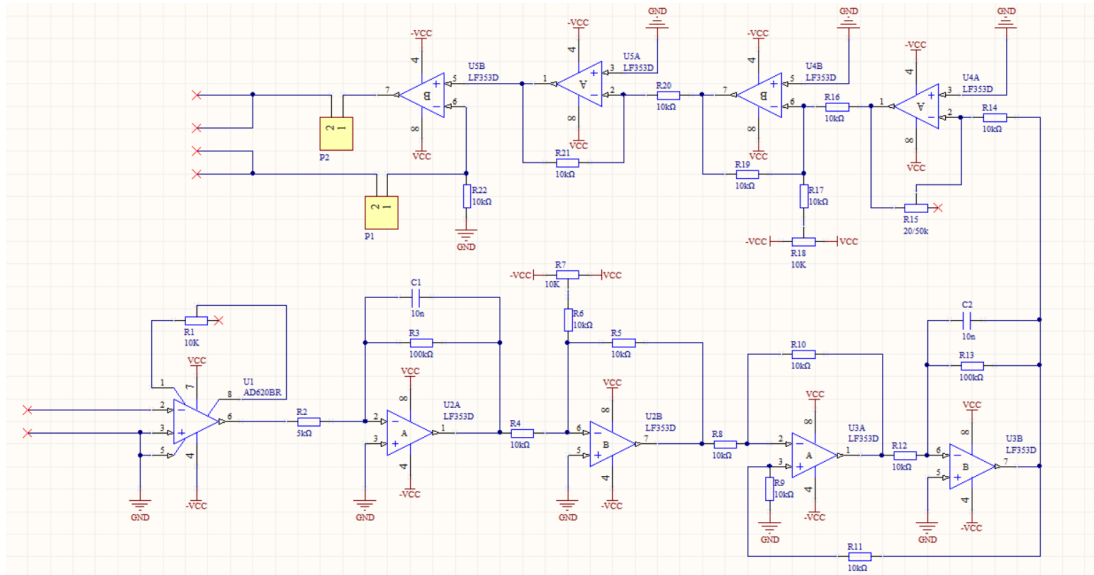 GND
GND
GND
-VCC
-VCC
-VCC
-VCC
4
4
4
4
U5B
LF353D
U5A
LF353D
U4B
LF353D
U4A
LF353D
7
B
5
6
8
VCC
1
A
3
2
8
VCC
R20
10kΩ
7
B
5
6
8
VCC
R16
10kΩ
1
A
3
2
8
VCC
R14
10kΩ
2 1
P2
R21
10kΩ
R19
10kΩ
R17
10kΩ
R15
20/50k
2 1
P1
R22
10kΩ
GND
-VCC
VCC
R18
10K
R7
-VCC
VCC
10K
C1
10n
R6
10kΩ
R5
10kΩ
C2
10n
R1
10K
R3
100kΩ
R10
10kΩ
R13
100kΩ
VCC
7
U1
AD620BR
1
8
2
3
5
6
4
-VCC
GND
R2
5kΩ
VCC
8
U2A
LF353D
2
3
A
1
4
-VCC
GND
R4
10kΩ
VCC
8
U2B
LF353D
6
5
B
7
4
-VCC
GND
R8
10kΩ
VCC
8
U3A
LF353D
2
3
A
1
4
-VCC
R9
10kΩ
GND
R12
10kΩ
VCC
8
U3B
LF353D
6
5
B
7
4
-VCC
GND
R11
10kΩ